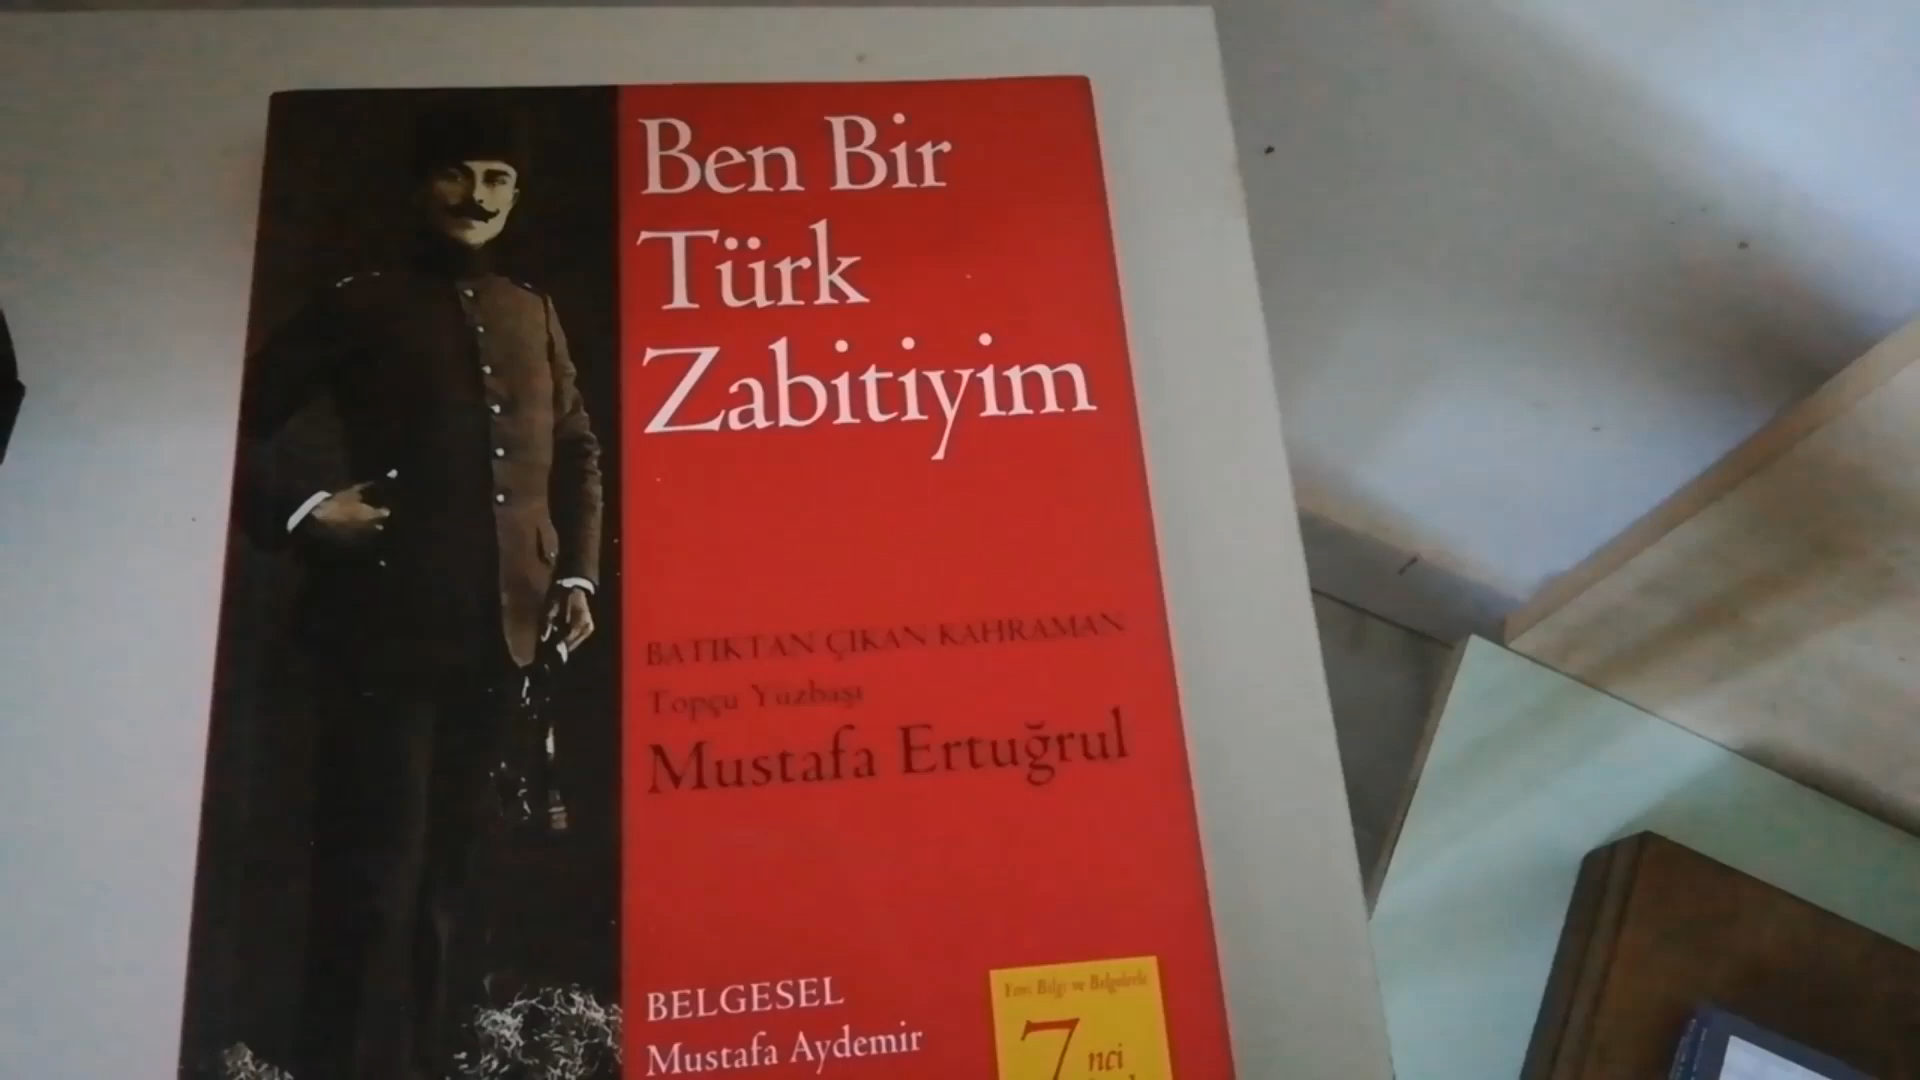 Ben Bir
Türk
Zabitiyim
BATIKTAN ÇIKAN KAHRAMAN
Topçu Yüzbaşı
Mustafa Ertuğrul
BELGESEL
Mustafa Aydemir
Yeni Bilgi ve Belgelerle
7nci